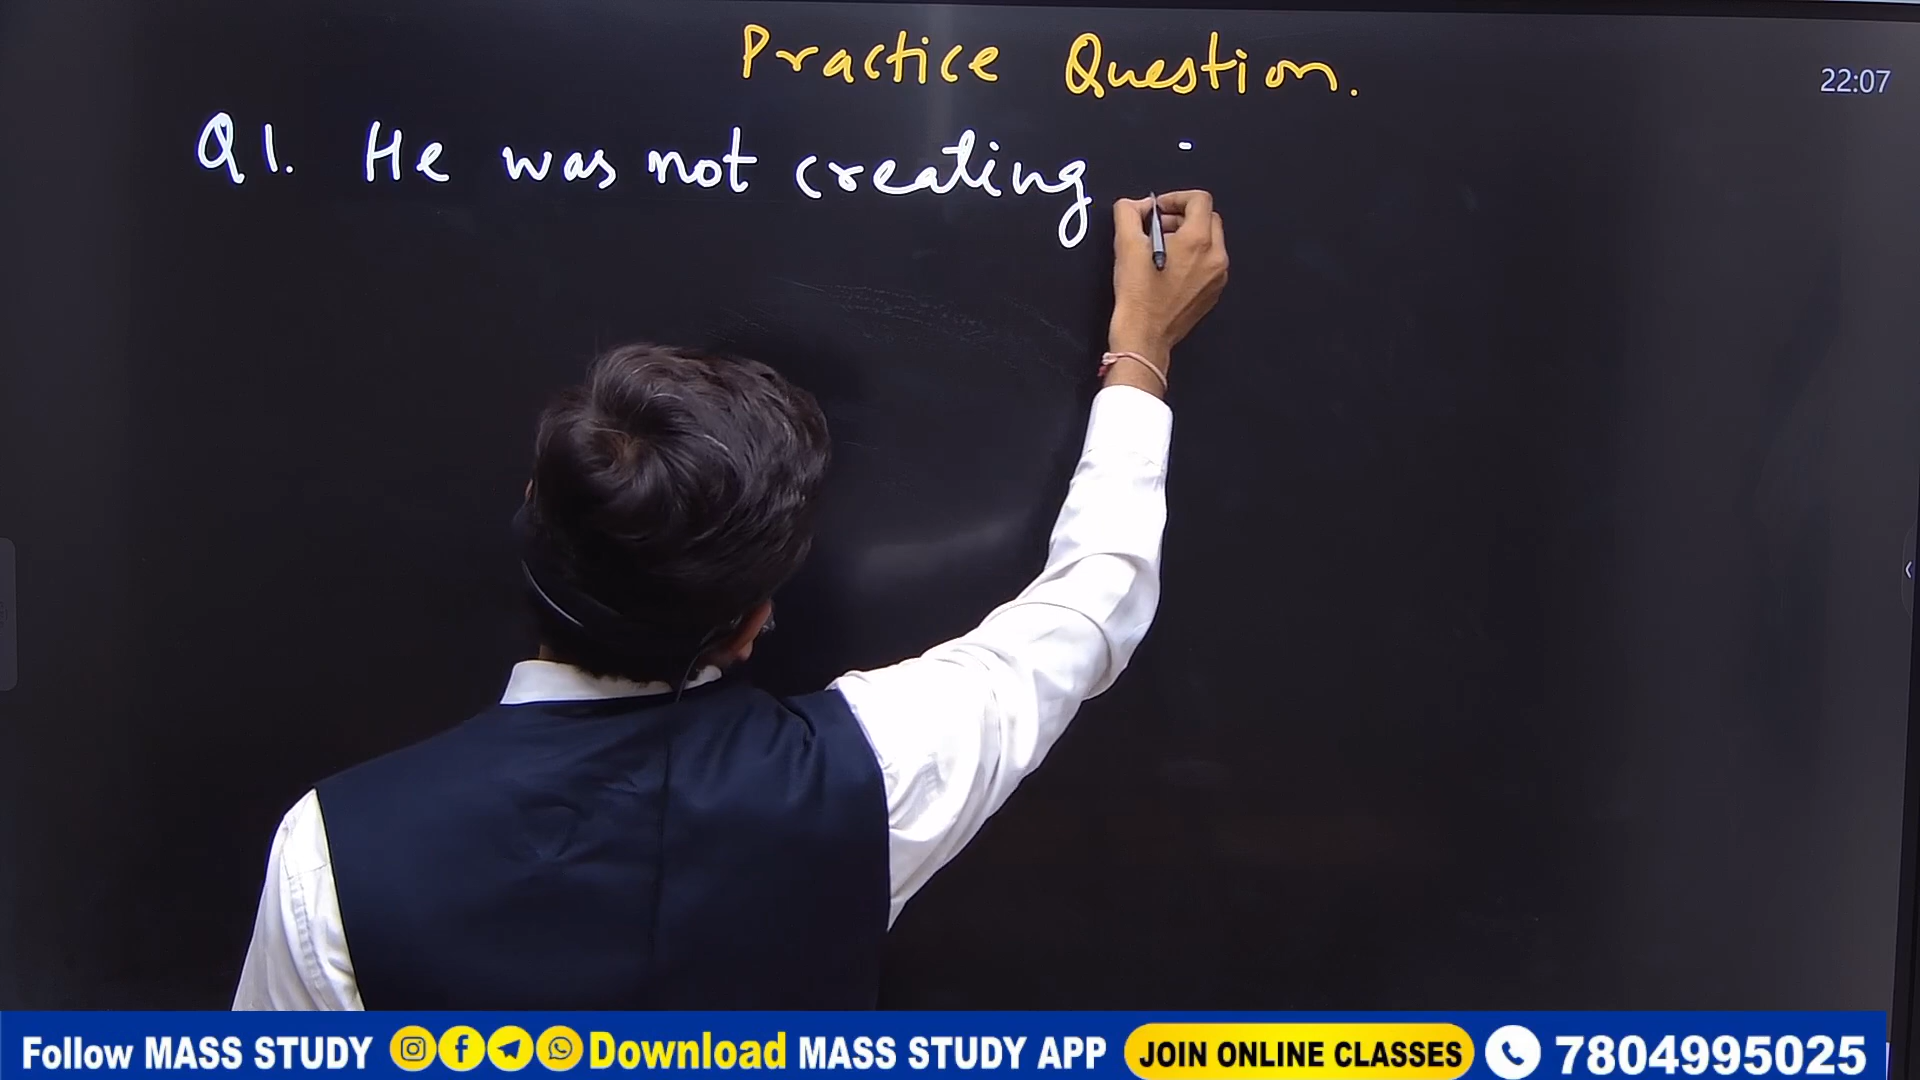 Practice Question.
22:07
Q1. He was not creating
Follow MASS STUDY Download MASS STUDY APP JOIN ONLINE CLASSES 7804995025